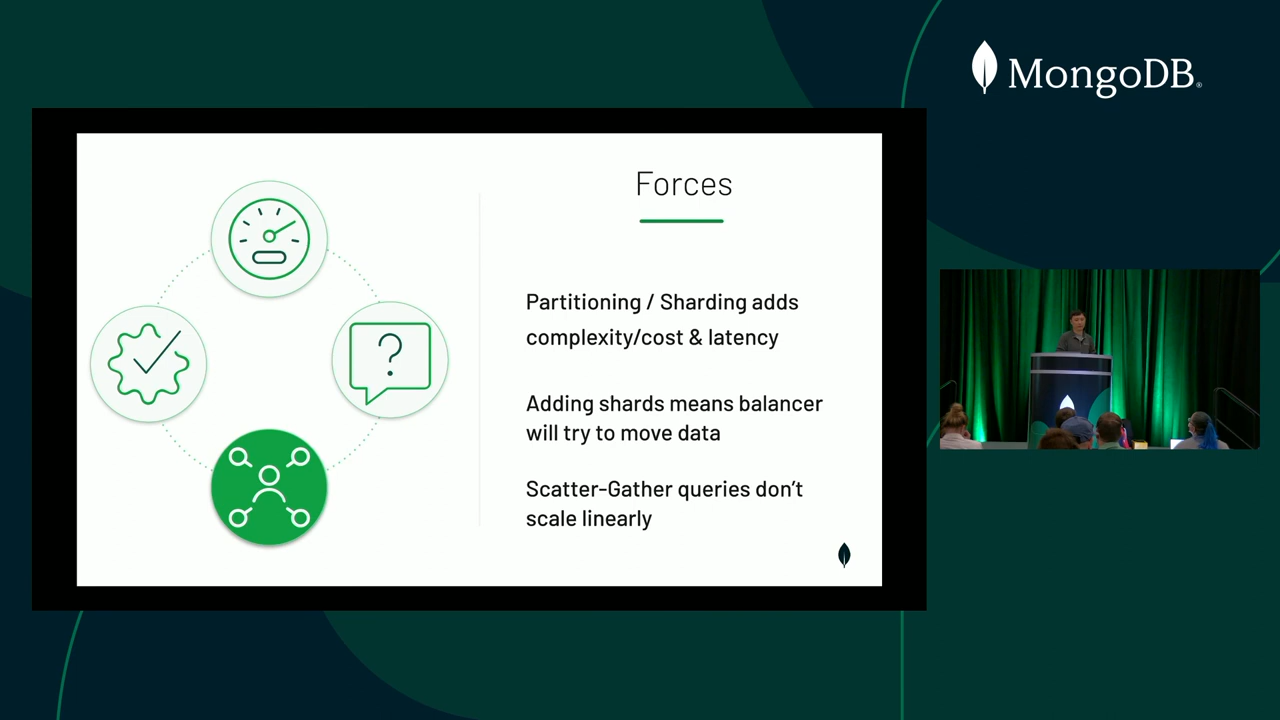 MongoDB®
Forces
Partitioning / Sharding adds
complexity/cost & latency
Adding shards means balancer
will try to move data
Scatter-Gather queries don't
scale linearly
?